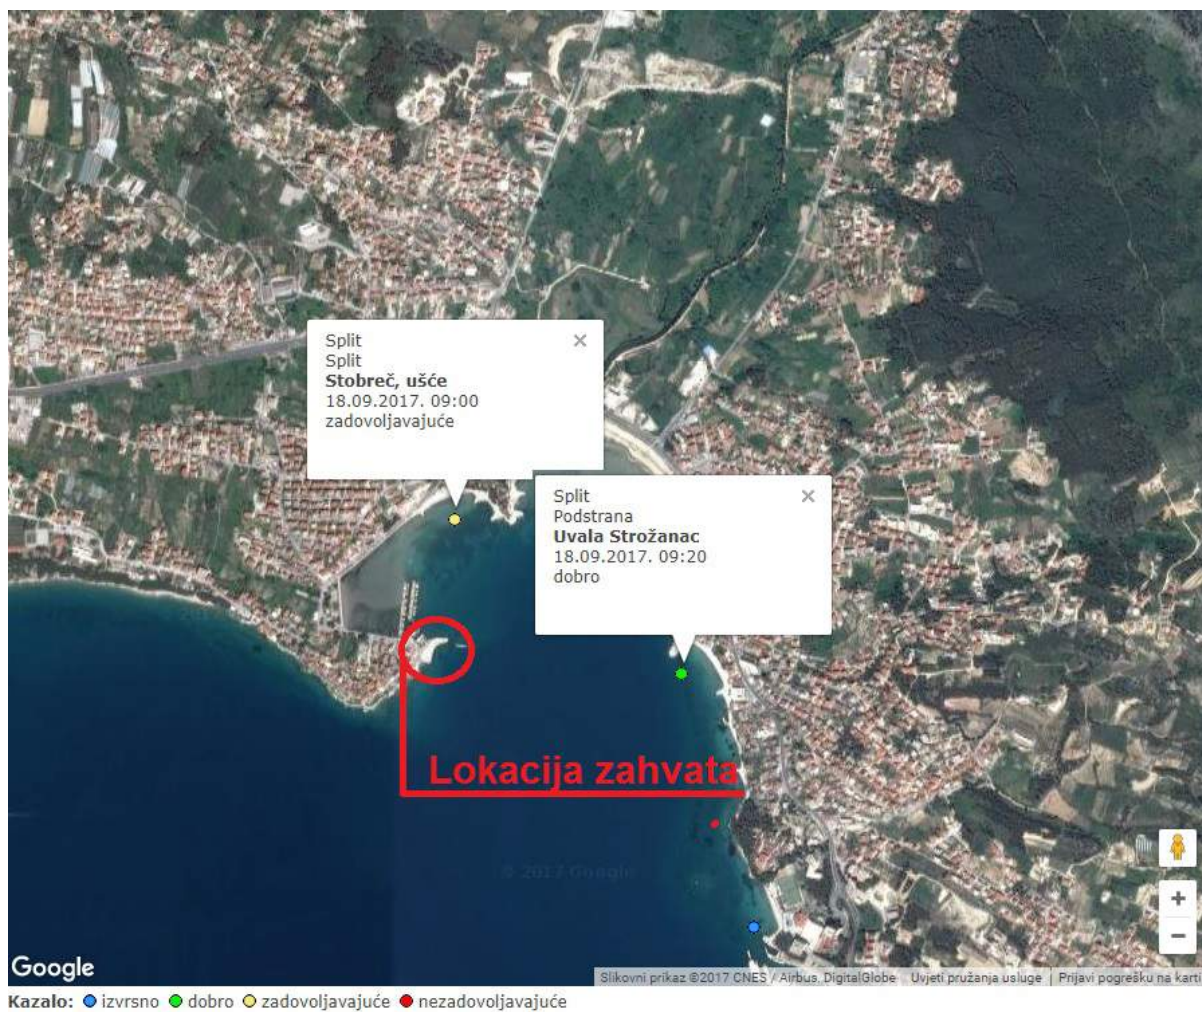 Split
Split
Stobreč, ušće
18.09.2017. 09:00
zadovoljavajuće
Split
Podstrana
Uvala Strožanac
18.09.2017. 09:20
dobro
Lokacija zahvata
© 2017 Google
Google
Slikovni prikaz ©2017 CNES / Airbus, DigitalGlobe Uvjeti pružanja usluge | Prijavi pogrešku na karti
Kazalo: izvrsno dobro zadovoljavajuće nezadovoljavajuće